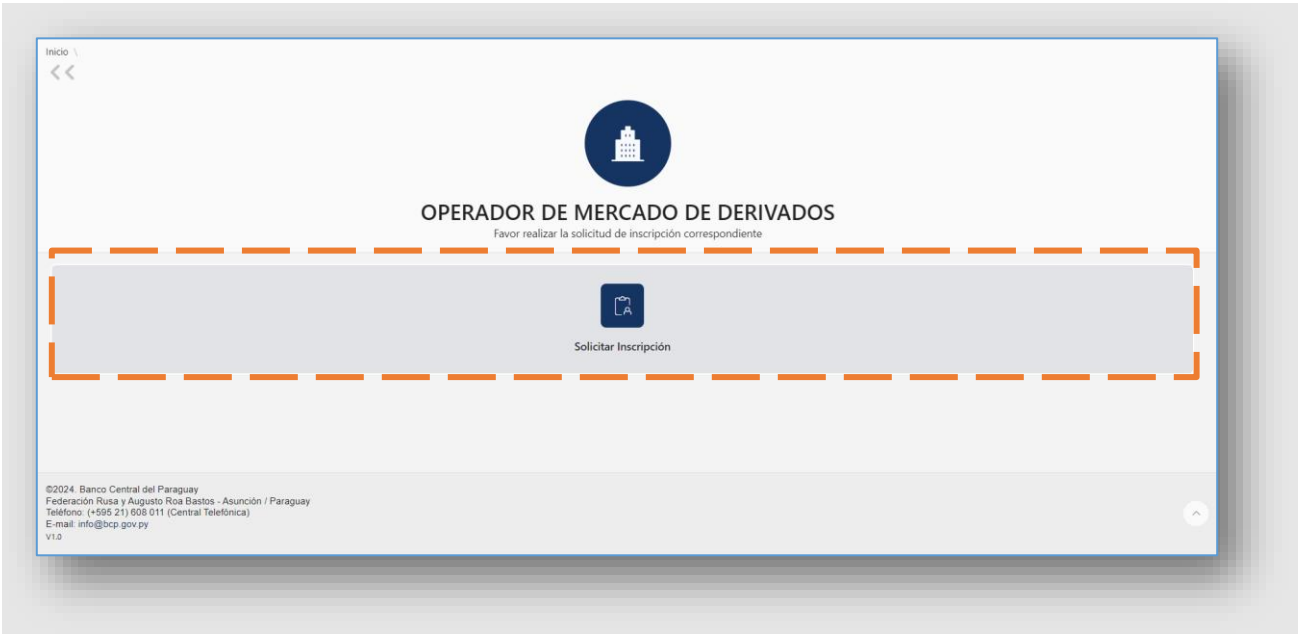 Inicio \
OPERADOR DE MERCADO DE DERIVADOS
Favor realizar la solicitud de inscripción correspondiente
Solicitar Inscripción
©2024. Banco Central del Paraguay
Federación Rusa y Augusto Roa Bastos - Asunción / Paraguay
Teléfono: (+595 21) 608 011 (Central Telefónica)
E-mail: info@bcp.gov.py
V1.0